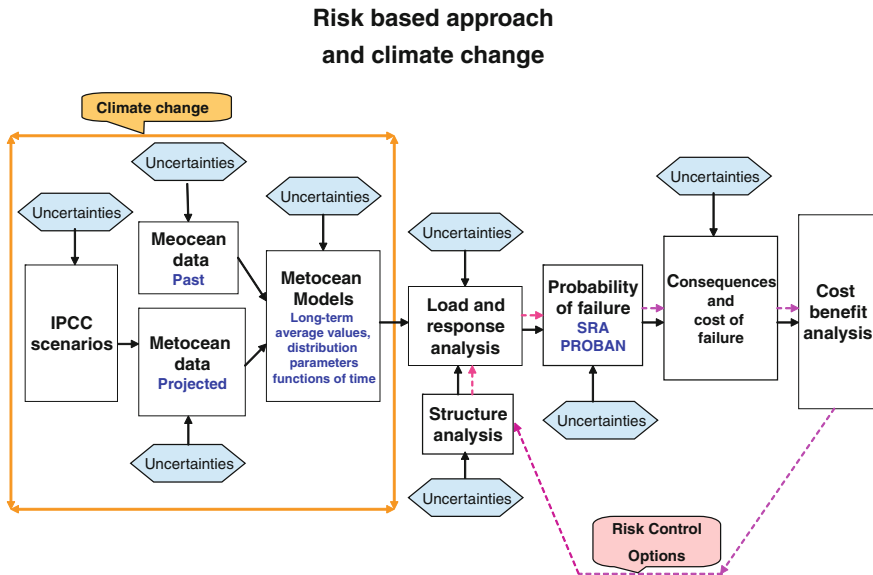 Risk based approach
and climate change
Climate change
Uncertainties
Uncertainties
Uncertainties
Uncertainties
Uncertainties
IPCC
scenarios
Meocean
data
Past
Metocean
data
Projected
Uncertainties
Metocean
Models
Long-term
average values,
distribution
parameters
functions of time
Load and
response
analysis
Structure
analysis
Uncertainties
Probability
of failure
SRA
PROBAN
Uncertainties
Consequences
and
cost of
failure
Cost
benefit
analysis
Risk Control
Options